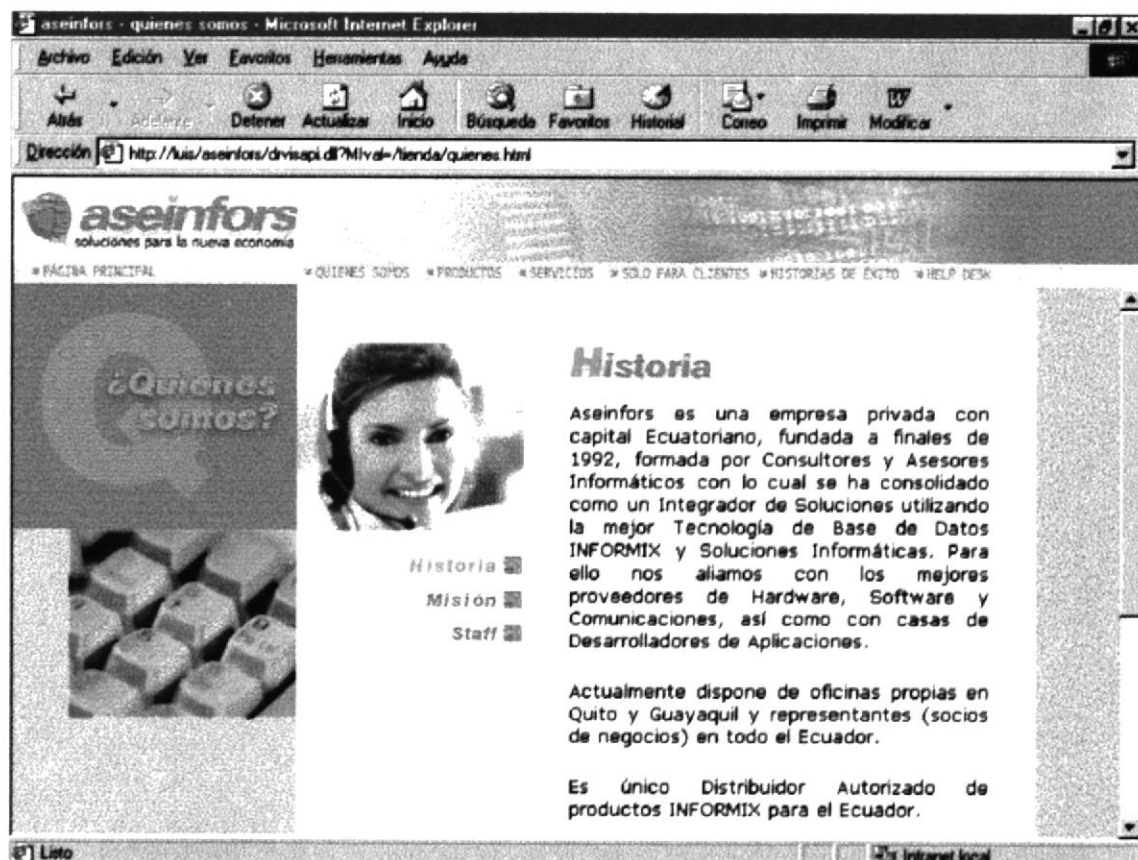 aseinfors - quienes somos - Microsoft Internet Explorer
Archivo Edición Ver Favoritos Herramientas Ayuda
Atrás Adelante Detener Actualizar Inicio Búsqueda Favoritos Historial Correo Imprimir Modificar
Dirección http://luis/aseinfors/drvisapi.dll?MIval=/tienda/quienes.html
aseinfors
soluciones para la nueva economía
PÁGINA PRINCIPAL QUIENES SOMOS PRODUCTOS SERVICIOS SOLO PARA CLIENTES HISTORIAS DE ÉXITO HELP DESK
¿Quienes
somos?
Historia
Misión
Staff
Historia
Aseinfors es una empresa privada con
capital Ecuatoriano, fundada a finales de
1992, formada por Consultores y Asesores
Informáticos con lo cual se ha consolidado
como un Integrador de Soluciones utilizando
la mejor Tecnología de Base de Datos
INFORMIX y Soluciones Informáticas. Para
ello nos aliamos con los mejores
proveedores de Hardware, Software y
Comunicaciones, así como con casas de
Desarrolladores de Aplicaciones.
Actualmente dispone de oficinas propias en
Quito y Guayaquil y representantes (socios
de negocios) en todo el Ecuador.
Es único Distribuidor Autorizado de
productos INFORMIX para el Ecuador.
Listo Intranet local